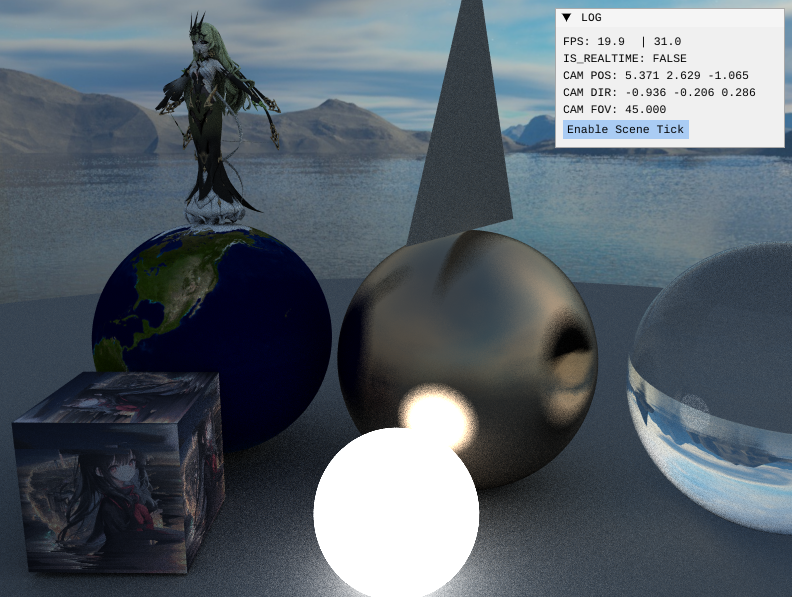 LOG
FPS: 19.9 | 31.0
IS_REALTIME: FALSE
CAM POS: 5.371 2.629 -1.065
CAM DIR: -0.936 -0.206 0.286
CAM FOV: 45.000
Enable Scene Tick